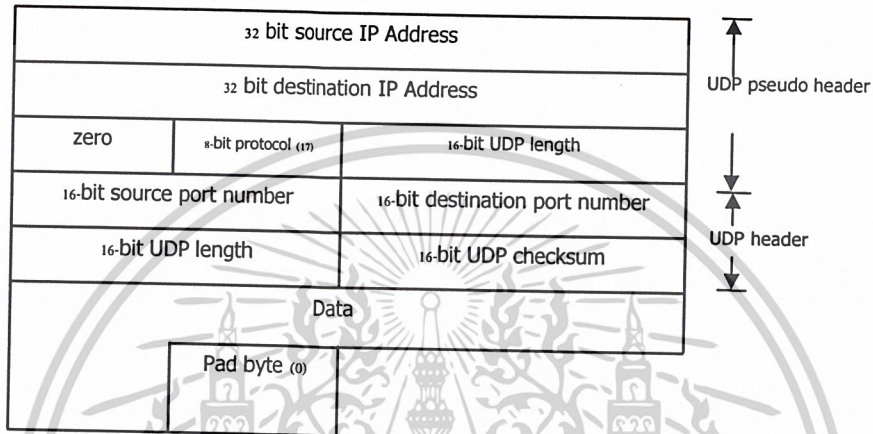 32 bit source IP Address
32 bit destination IP Address
UDP pseudo header
zero
8-bit protocol (17)
16-bit UDP length
16-bit source port number
16-bit destination port number
UDP header
16-bit UDP length
16-bit UDP checksum
Data
Pad byte (0)